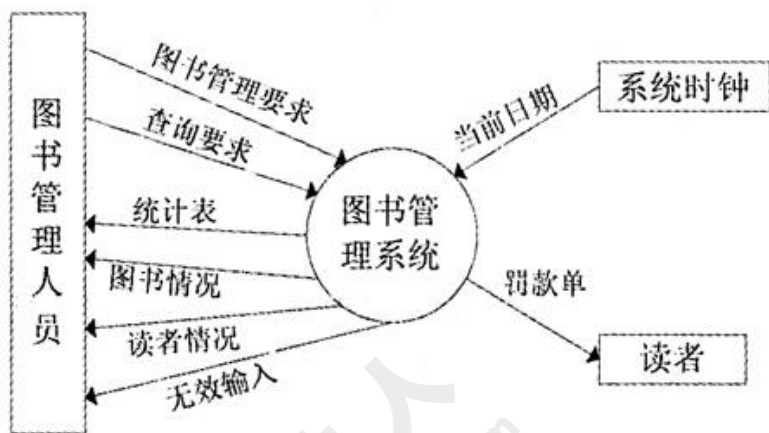 图书管理人员
图书管理要求
查询要求
统计表
图书情况
读者情况
无效输入
图书管
理系统
当前日期
系统时钟
罚款单
读者